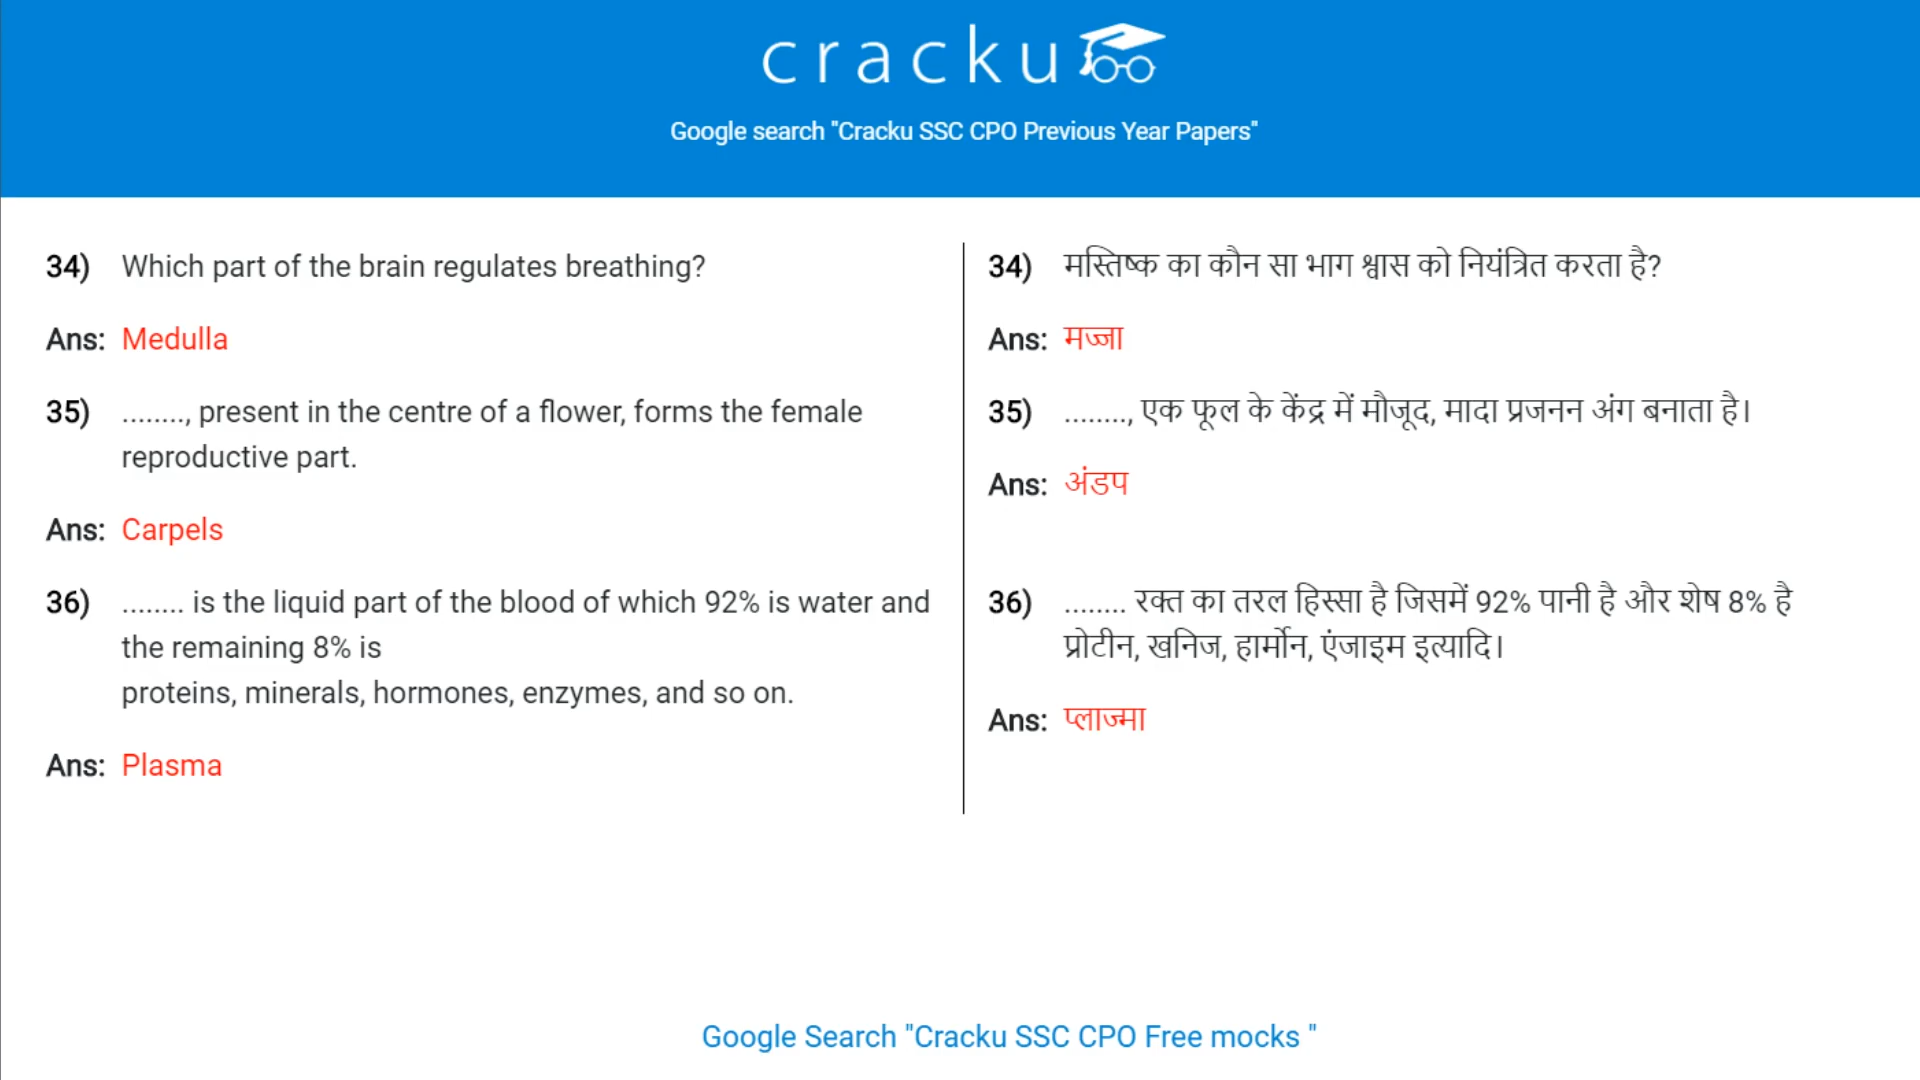 cracku
Google search "Cracku SSC CPO Previous Year Papers"
34) Which part of the brain regulates breathing?
Ans: Medulla
35) ........, present in the centre of a flower, forms the female
reproductive part.
Ans: Carpels
36) ........ is the liquid part of the blood of which 92% is water and
the remaining 8% is
proteins, minerals, hormones, enzymes, and so on.
Ans: Plasma
34) मस्तिष्क का कौन सा भाग श्वास को नियंत्रित करता है?
Ans: मज्जा
35) ........, एक फूल के केंद्र में मौजूद, मादा प्रजनन अंग बनाता है।
Ans: अंडप
36) ........ रक्त का तरल हिस्सा है जिसमें 92% पानी है और शेष 8% है
प्रोटीन, खनिज, हार्मोन, एंजाइम इत्यादि।
Ans: प्लाज्मा
Google Search "Cracku SSC CPO Free mocks "